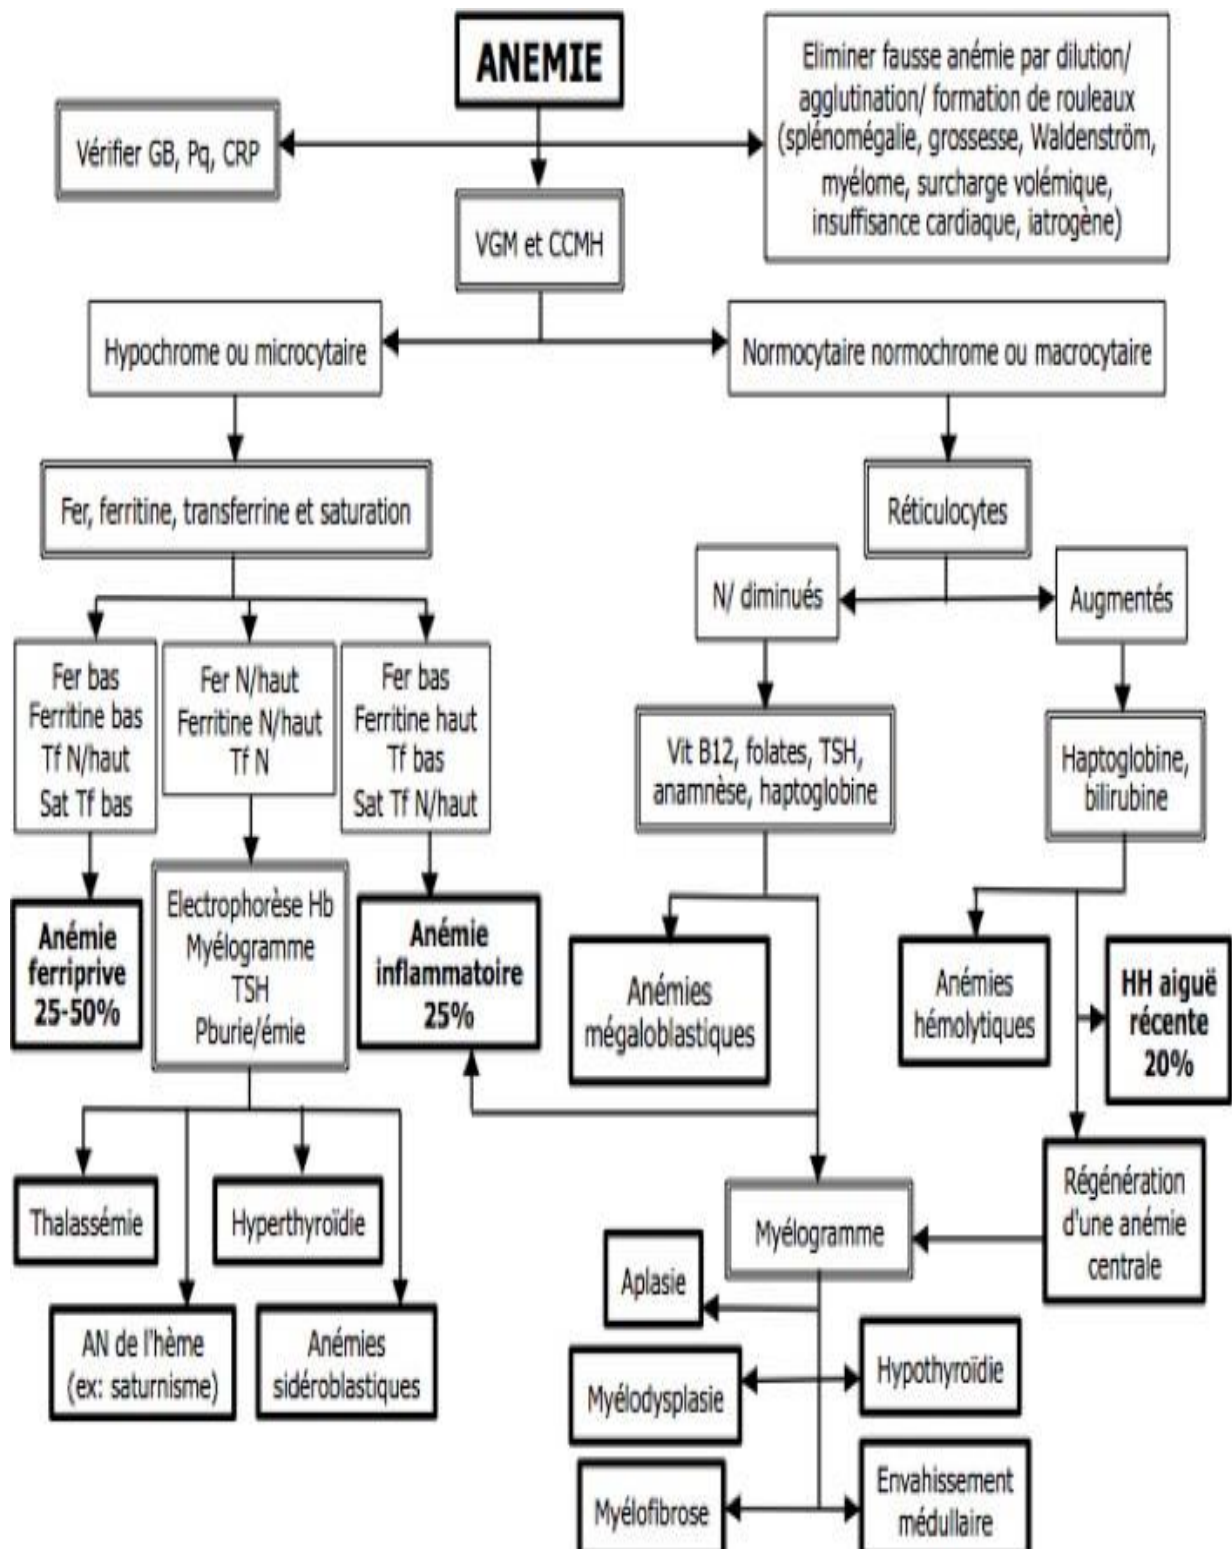 ANEMIE
Eliminer fausse anémie par dilution/
agglutination/ formation de rouleaux
(splénomégalie, grossesse, Waldenström,
myélome, surcharge volémique,
insuffisance cardiaque, iatrogène)
Vérifier GB, Pq, CRP
VGM et CCMH
Hypochrome ou microcytaire
Normocytaire normochrome ou macrocytaire
Fer, ferritine, transferrine et saturation
Réticulocytes
N/ diminués
Augmentés
Fer bas
Ferritine bas
Tf N/haut
Sat Tf bas
Fer N/haut
Ferritine N/haut
Tf N
Fer bas
Ferritine haut
Tf bas
Sat Tf N/haut
Vit B12, folates, TSH,
anamnèse, haptoglobine
Haptoglobine,
bilirubine
Anémie
ferriprive
25-50%
Electrophorèse Hb
Myélogramme
TSH
Pburie/émie
Anémie
inflammatoire
25%
Anémies
mégaloblastiques
Anémies
hémolytiques
HH aiguë
récente
20%
Thalassémie
Hyperthyroïdie
Myélogramme
Régénération
d'une anémie
centrale
AN de l'hème
(ex: saturnisme)
Anémies
sidéroblastiques
Aplasie
Myélodysplasie
Hypothyroïdie
Myélofibrose
Envahissement
médullaire